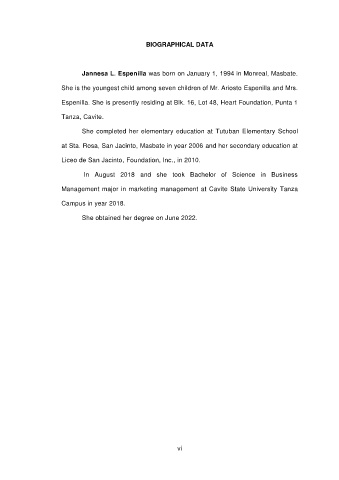 BIOGRAPHICAL DATA
Jannesa L. Espenilla was born on January 1, 1994 in Monreal, Masbate.
She is the youngest child among seven children of Mr. Ariosto Espenilla and Mrs.
Espenilla. She is presently residing at Blk. 16, Lot 48, Heart Foundation, Punta 1
Tanza, Cavite.
She completed her elementary education at Tutuban Elementary School
at Sta. Rosa, San Jacinto, Masbate in year 2006 and her secondary education at
Liceo de San Jacinto, Foundation, Inc., in 2010.
In August 2018 and she took Bachelor of Science in Business
Management major in marketing management at Cavite State University Tanza
Campus in year 2018.
She obtained her degree on June 2022.
vi